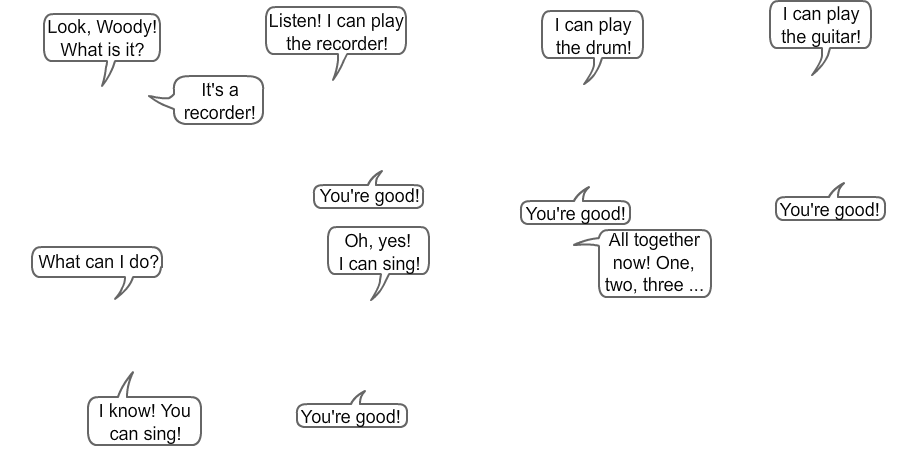 Look, Woody!
What is it?
It's a
recorder!
Listen! I can play
the recorder!
You're good!
I can play
the drum!
You're good!
I can play
the guitar!
You're good!
What can I do?
I know! You
can sing!
Oh, yes!
I can sing!
You're good!
All together
now! One,
two, three ...